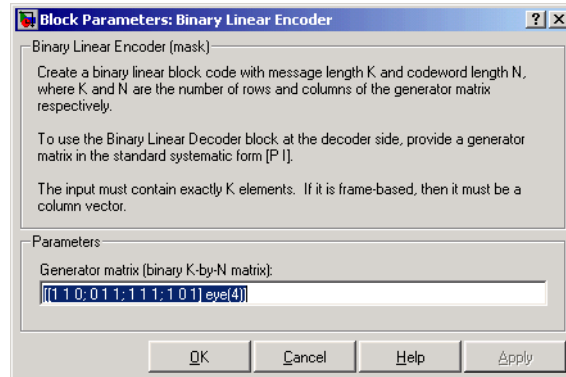 Block Parameters: Binary Linear Encoder
Binary Linear Encoder (mask)
Create a binary linear block code with message length K and codeword length N,
where K and N are the number of rows and columns of the generator matrix
respectively.
To use the Binary Linear Decoder block at the decoder side, provide a generator
matrix in the standard systematic form [P I].
The input must contain exactly K elements. If it is frame-based, then it must be a
column vector.
Parameters
Generator matrix (binary K-by-N matrix):
[[1 1 0; 0 1 1; 1 1 1; 1 0 1] eye(4)]
OK Cancel Help Apply